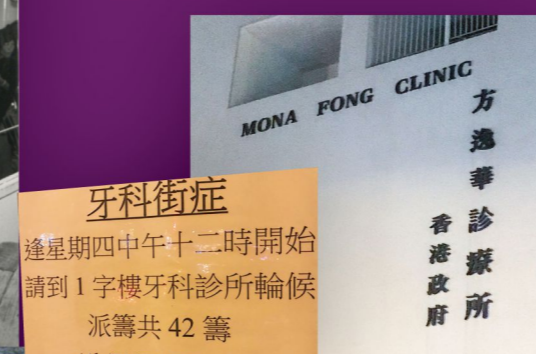 MONA FONG CLINIC
方逸華診療所
香港政府
牙科街症
逢星期四中午十二時開始
請到1字樓牙科診所輪候
派籌共 42 籌